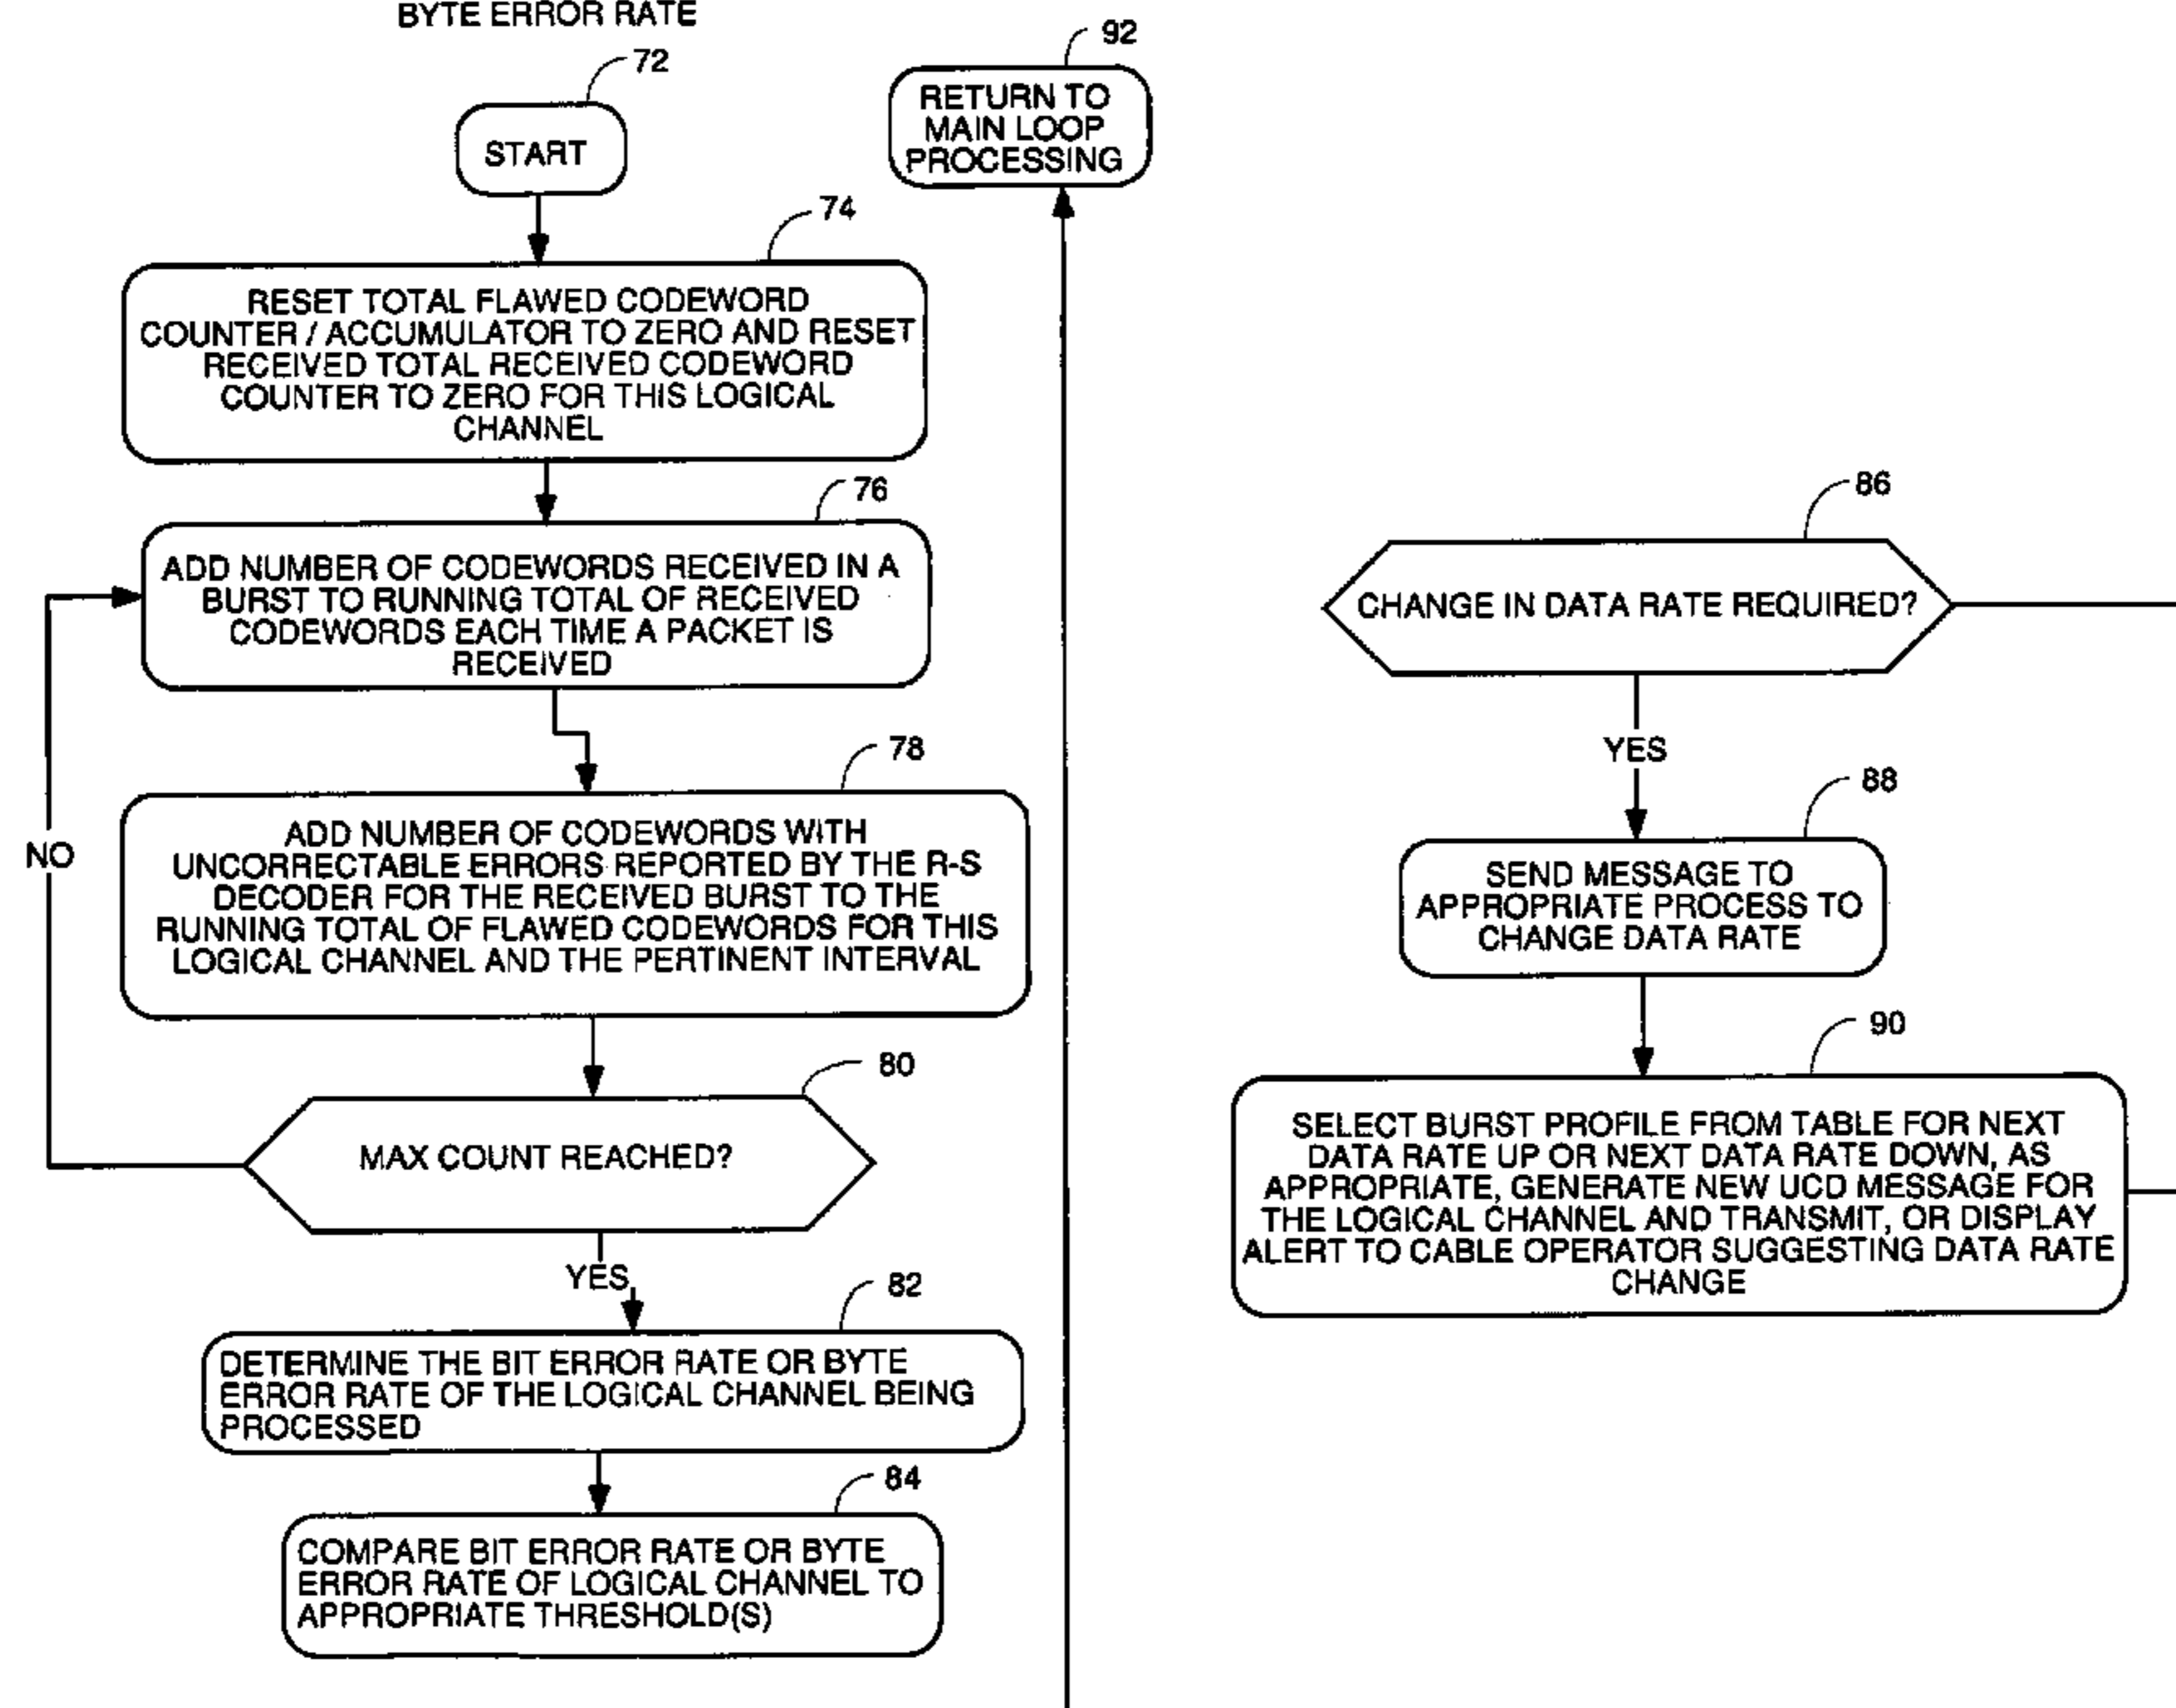 BYTE ERROR RATE
72
START
74
RESET TOTAL FLAWED CODEWORD
COUNTER / ACCUMULATOR TO ZERO AND RESET
RECEIVED TOTAL RECEIVED CODEWORD
COUNTER TO ZERO FOR THIS LOGICAL
CHANNEL
76
ADD NUMBER OF CODEWORDS RECEIVED IN A
BURST TO RUNNING TOTAL OF RECEIVED
CODEWORDS EACH TIME A PACKET IS
RECEIVED
78
ADD NUMBER OF CODEWORDS WITH
UNCORRECTABLE ERRORS REPORTED BY THE R-S
DECODER FOR THE RECEIVED BURST TO THE
RUNNING TOTAL OF FLAWED CODEWORDS FOR THIS
LOGICAL CHANNEL AND THE PERTINENT INTERVAL
NO
80
MAX COUNT REACHED?
YES
82
DETERMINE THE BIT ERROR RATE OR BYTE
ERROR RATE OF THE LOGICAL CHANNEL BEING
PROCESSED
84
COMPARE BIT ERROR RATE OR BYTE
ERROR RATE OF LOGICAL CHANNEL TO
APPROPRIATE THRESHOLD(S)
92
RETURN TO
MAIN LOOP
PROCESSING
86
CHANGE IN DATA RATE REQUIRED?
YES
88
SEND MESSAGE TO
APPROPRIATE PROCESS TO
CHANGE DATA RATE
90
SELECT BURST PROFILE FROM TABLE FOR NEXT
DATA RATE UP OR NEXT DATA RATE DOWN, AS
APPROPRIATE, GENERATE NEW UCD MESSAGE FOR
THE LOGICAL CHANNEL AND TRANSMIT, OR DISPLAY
ALERT TO CABLE OPERATOR SUGGESTING DATA RATE
CHANGE